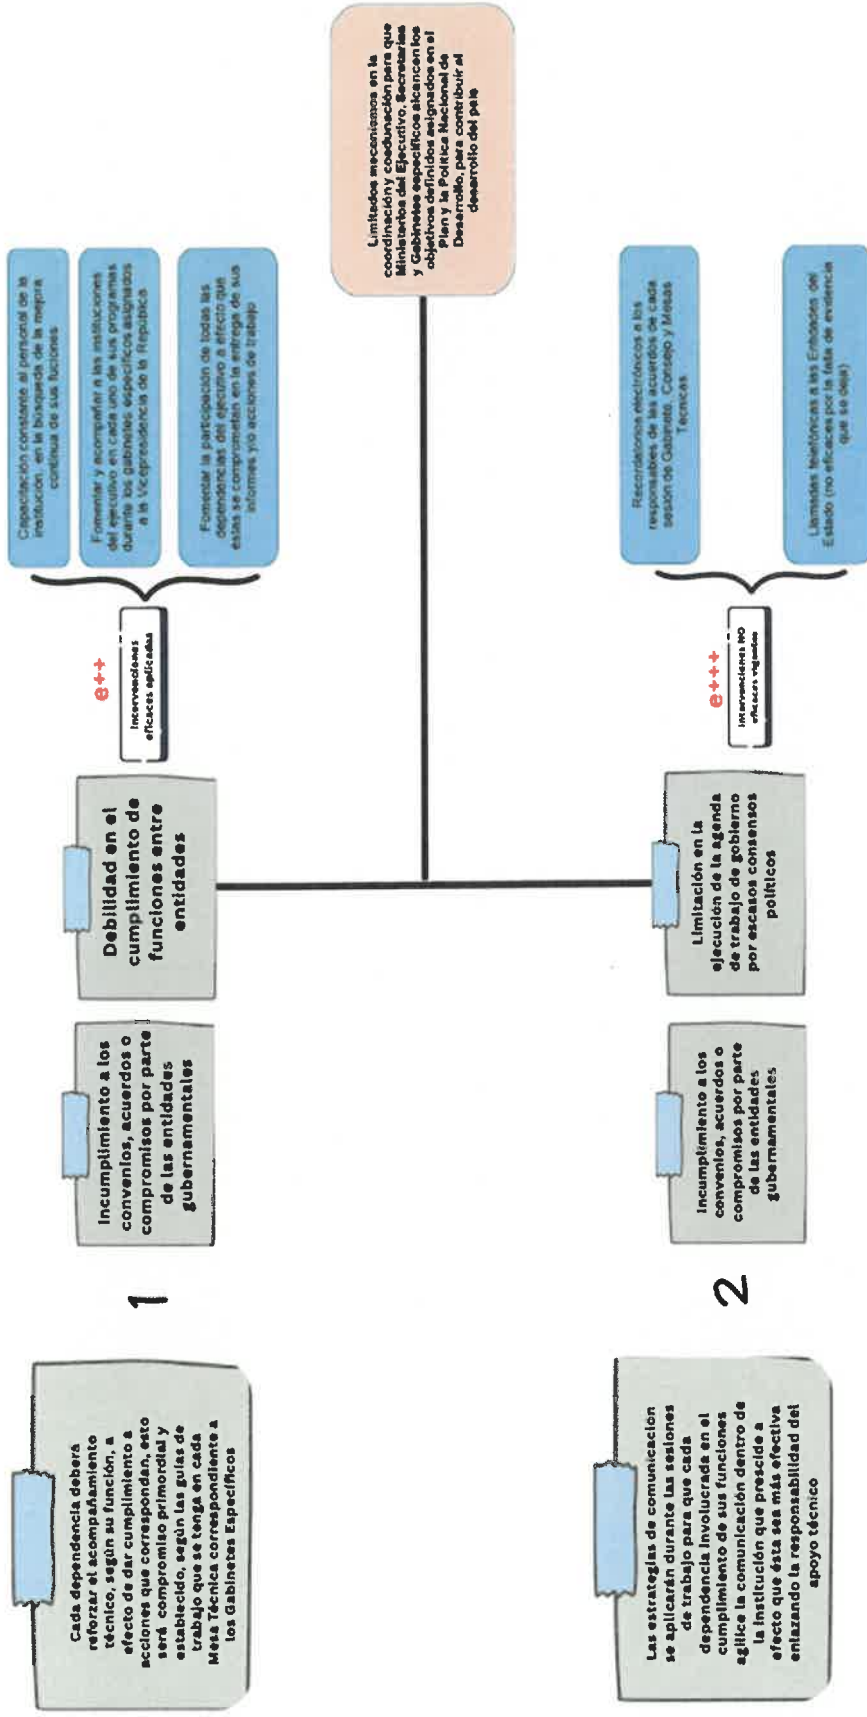 Cada dependencia deberá
reforzar el acompañamiento
técnico, según su función, a
efecto de dar cumplimiento a
acciones que correspondan, esto
será compromiso primordial y
establecido, según las guías de
trabajo que se tenga en cada
Mesa Técnica correspondiente a
los Gabinetes Específicos
1
Incumplimiento a los
convenios, acuerdos o
compromisos por parte
de las entidades
gubernamentales
Debilidad en el
cumplimiento de
funciones entre
entidades
e++
Intervenciones
eficaces aplicadas
Capacitación constante al personal de la
institución, en la búsqueda de la mejora
continua de sus fuciones
Fomentar y acompañar a las instituciones
del ejecutivo en cada uno de sus programas
durante los gabinetes específicos asignados
a la Vicepresidencia de la República
Fomentar la participación de todas las
dependencias del ejecutivo a efecto que
éstas se comprometan en la entrega de sus
informes y/o acciones de trabajo
Limitados mecanismos en la
coordinación y coadunación para que
Ministerios del Ejecutivo, Secretarías
y Gabinetes específicos alcancen los
objetivos definidos asignados en el
Plan y la Política Nacional de
Desarrollo, para contribuir al
desarrollo del país
Las estrategias de comunicación
se aplicarán durante las sesiones
de trabajo para que cada
dependencia involucrada en el
cumplimiento de sus funciones
agilice la comunicación dentro de
la institución que prescide a
efecto que ésta sea más efectiva
enlazando la responsabilidad del
apoyo técnico
2
Incumplimiento a los
convenios, acuerdos o
compromisos por parte
de las entidades
gubernamentales
Limitación en la
ejecución de la agenda
de trabajo de gobierno
por escasos consensos
políticos
e+++
Intervenciones NO
eficaces vigentes
Recordatorios electrónicos a los
responsables de las acuerdos de cada
sesión de Gabinete, Consejo y Mesas
Técnicas
Llamadas telefónicas a las Entidades del
Estado (no eficaces por la falta de evidencia
que se deja)